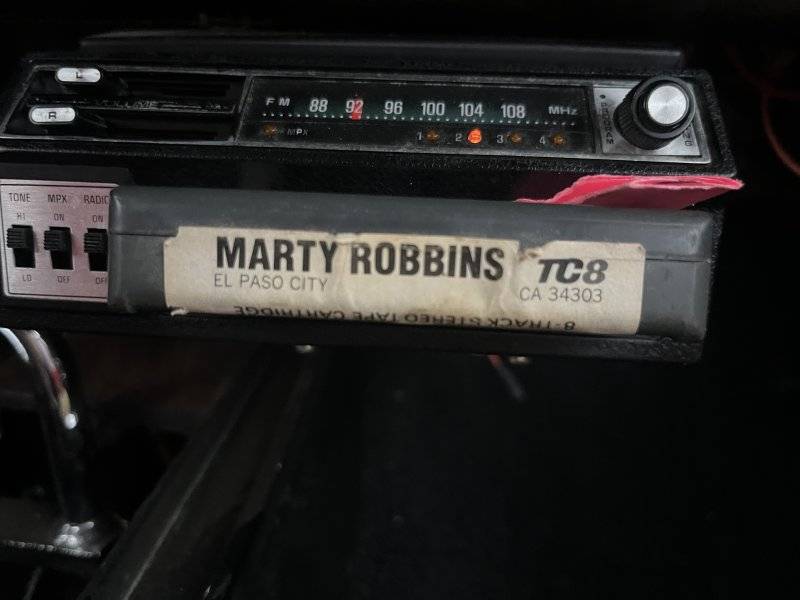 L
R
VOLUME
FM 88 92 96 100 104 108 MHz
MPX 1 2 3 4
TONE MPX RADIO
HI ON ON
LO OFF OFF
MARTY ROBBINS TC8
EL PASO CITY CA 34303
8-TRACK STEREO TAPE CARTRIDGE